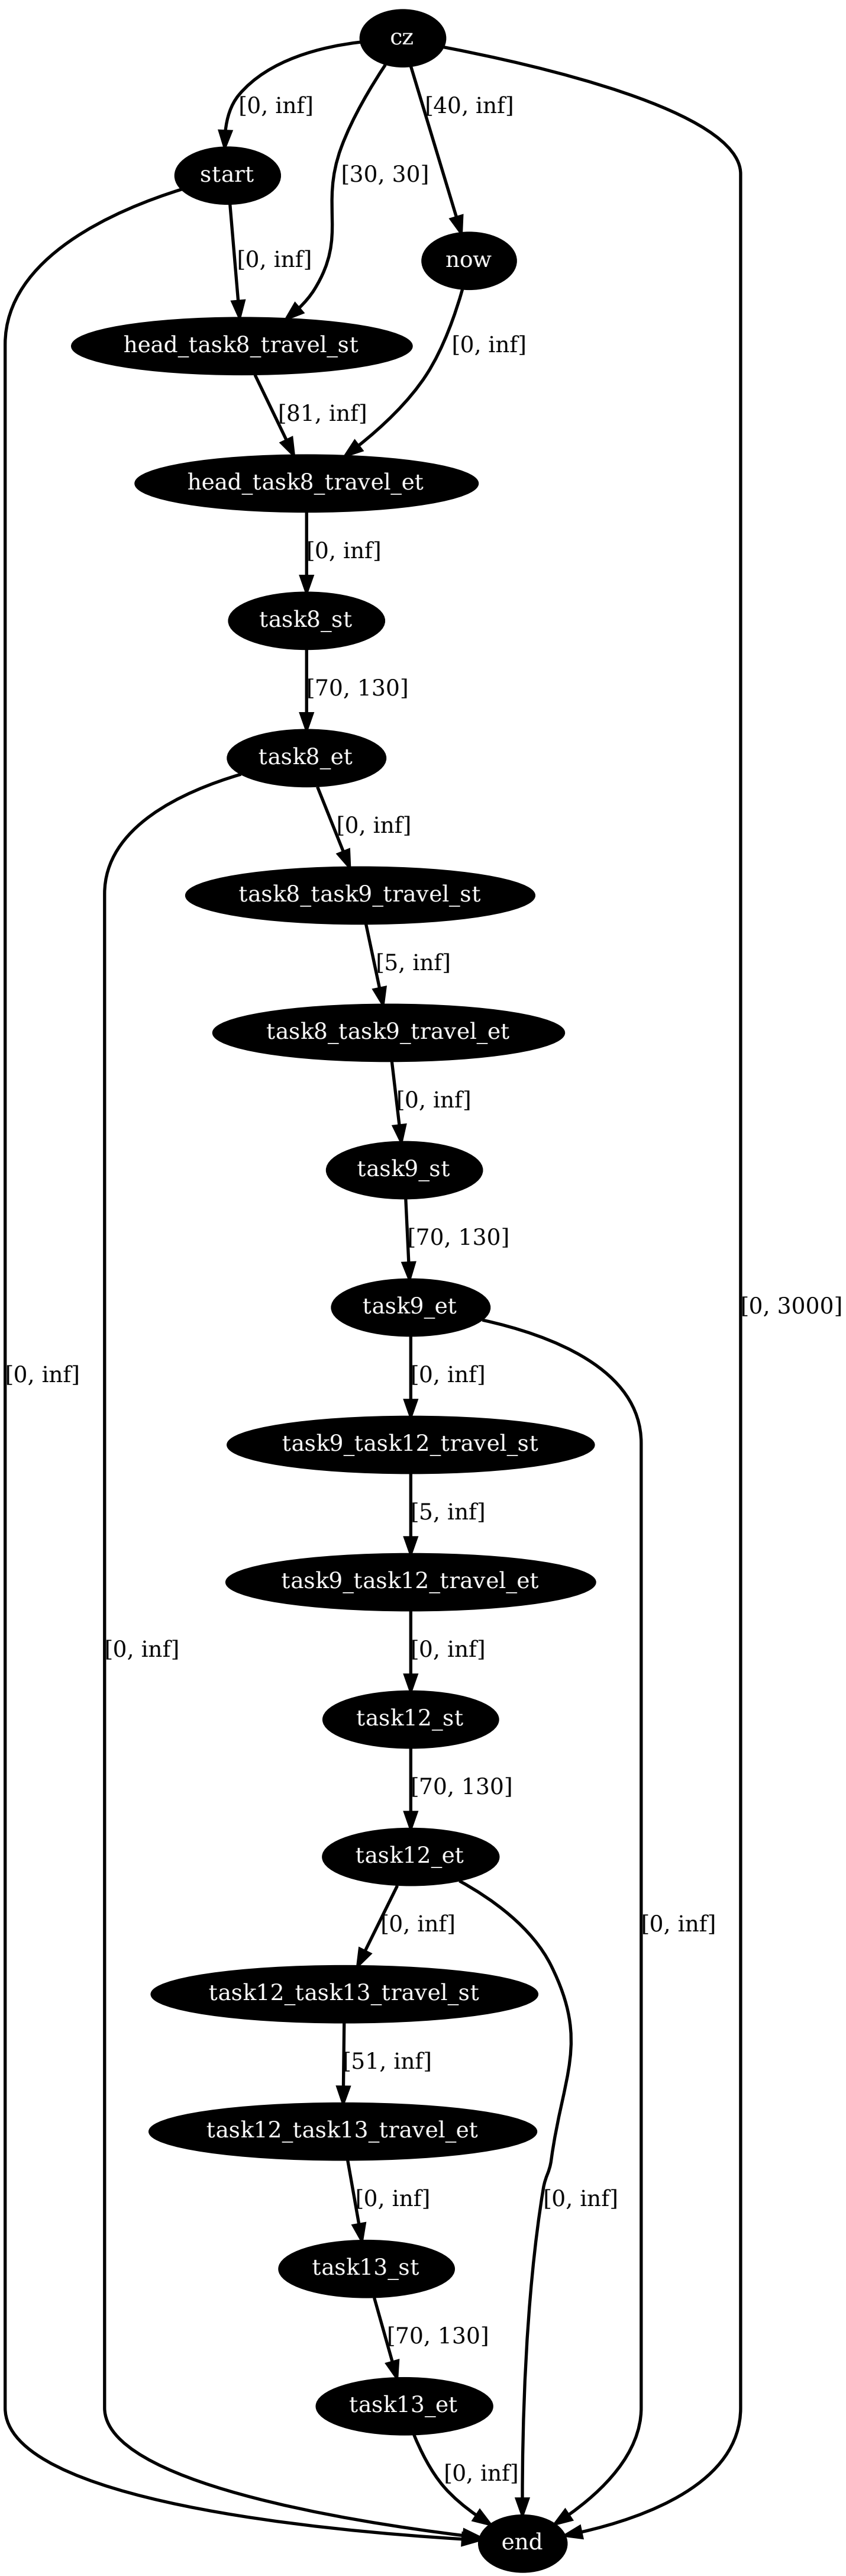 cz
[0, inf]
[40, inf]
start
[30, 30]
now
[0, inf]
head_task8_travel_st
[0, inf]
[81, inf]
head_task8_travel_et
[0, inf]
task8_st
[70, 130]
task8_et
[0, inf]
task8_task9_travel_st
[5, inf]
task8_task9_travel_et
[0, inf]
task9_st
[70, 130]
[0, 3000]
task9_et
[0, inf]
[0, inf]
task9_task12_travel_st
[5, inf]
task9_task12_travel_et
[0, inf]
[0, inf]
task12_st
[70, 130]
task12_et
[0, inf]
[0, inf]
task12_task13_travel_st
[51, inf]
task12_task13_travel_et
[0, inf]
[0, inf]
task13_st
[70, 130]
task13_et
[0, inf]
end